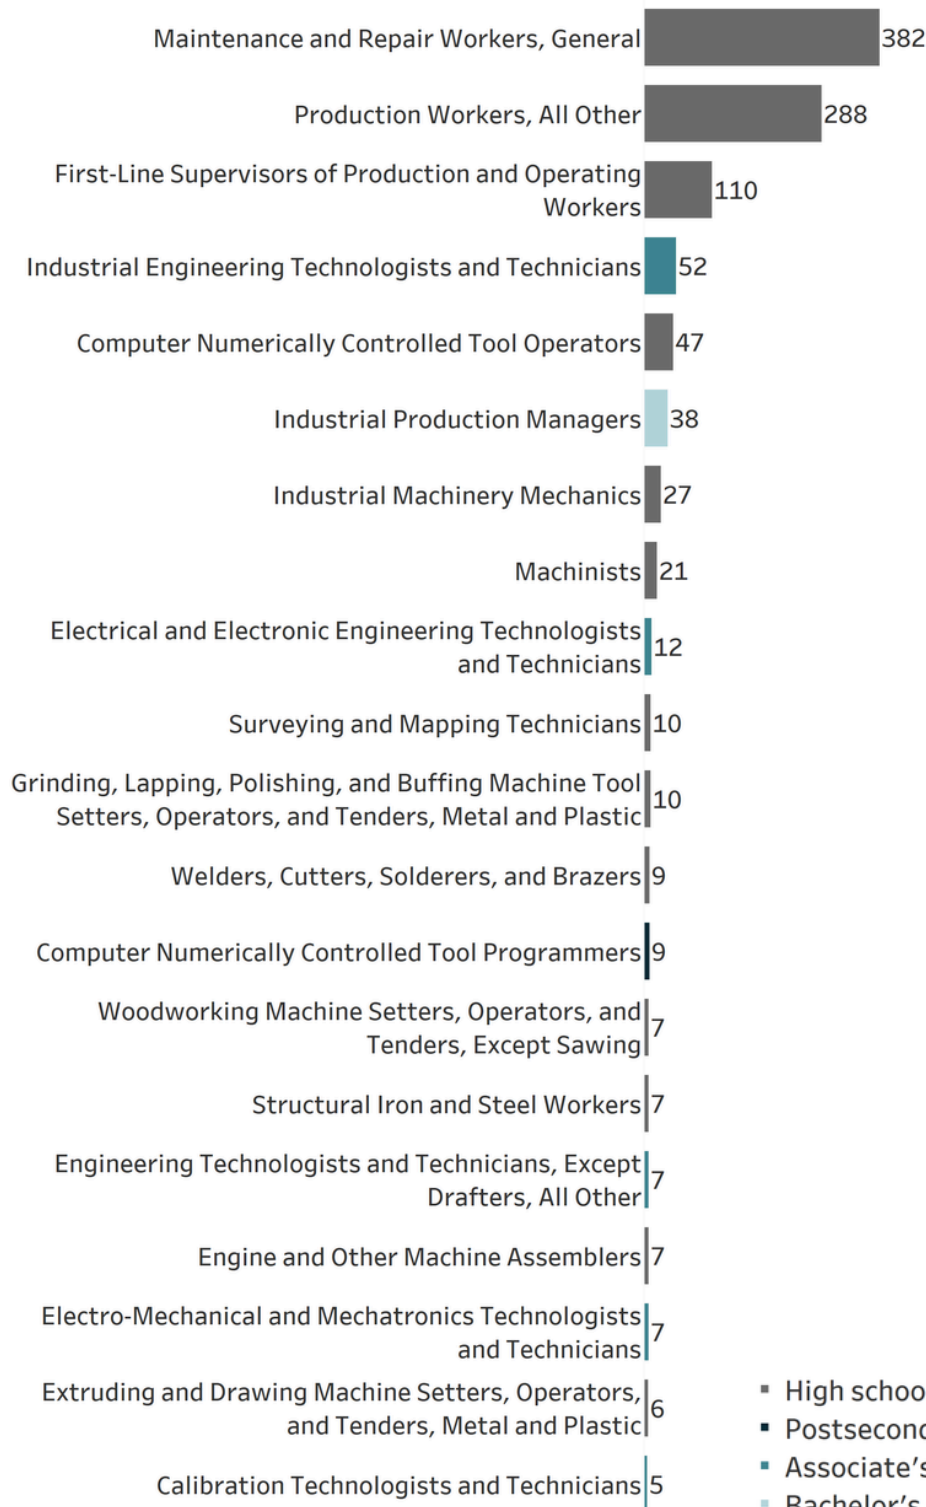 Maintenance and Repair Workers, General 382
Production Workers, All Other 288
First-Line Supervisors of Production and Operating
Workers 110
Industrial Engineering Technologists and Technicians 52
Computer Numerically Controlled Tool Operators 47
Industrial Production Managers 38
Industrial Machinery Mechanics 27
Machinists 21
Electrical and Electronic Engineering Technologists
and Technicians 12
Surveying and Mapping Technicians 10
Grinding, Lapping, Polishing, and Buffing Machine Tool
Setters, Operators, and Tenders, Metal and Plastic 10
Welders, Cutters, Solderers, and Brazers 9
Computer Numerically Controlled Tool Programmers 9
Woodworking Machine Setters, Operators, and
Tenders, Except Sawing 7
Structural Iron and Steel Workers 7
Engineering Technologists and Technicians, Except
Drafters, All Other 7
Engine and Other Machine Assemblers 7
Electro-Mechanical and Mechatronics Technologists
and Technicians 7
Extruding and Drawing Machine Setters, Operators,
and Tenders, Metal and Plastic 6
Calibration Technologists and Technicians 5
High schoo
Postsecond
Associate's
Bachelor's